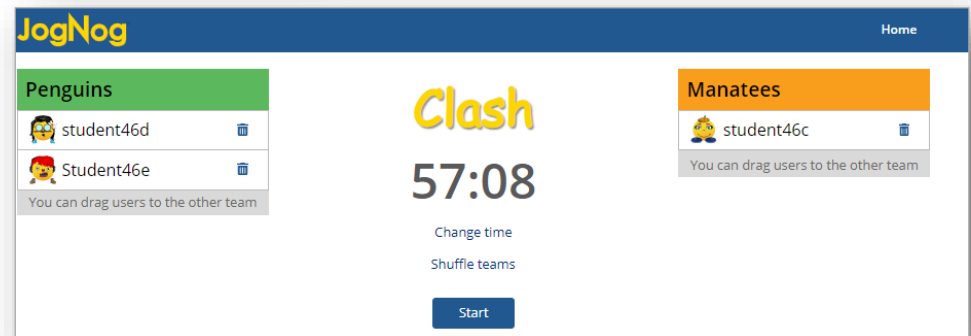 JogNog
Home
Penguins
student46d
Student46e
You can drag users to the other team
Clash
57:08
Change time
Shuffle teams
Start
Manatees
student46c
You can drag users to the other team